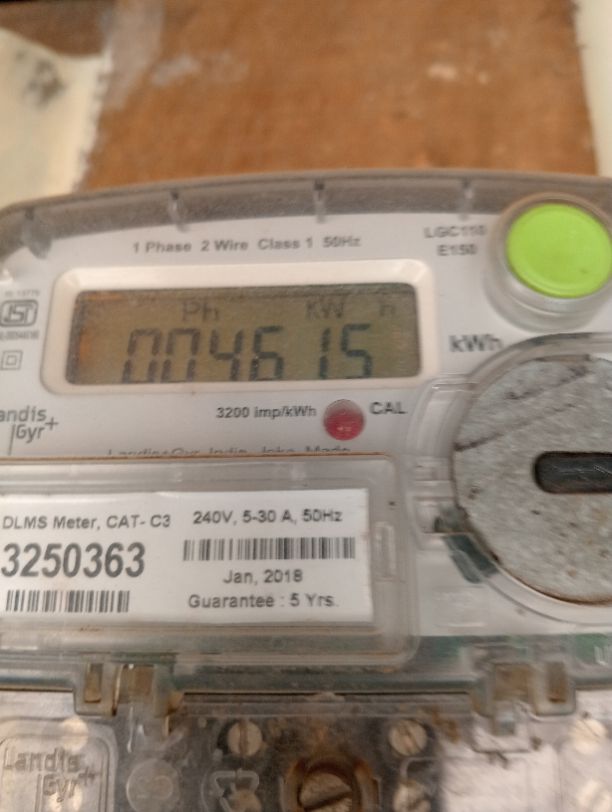 1 Phase 2 Wire Class 1 50Hz
LGC110
E150
Ph KW h
004615
kWh
3200 imp/kWh
CAL
Landis
Gyr+
DLMS Meter, CAT- C3
240V, 5-30 A, 50Hz
3250363
Jan, 2018
Guarantee : 5 Yrs.
Landis
Gyr+